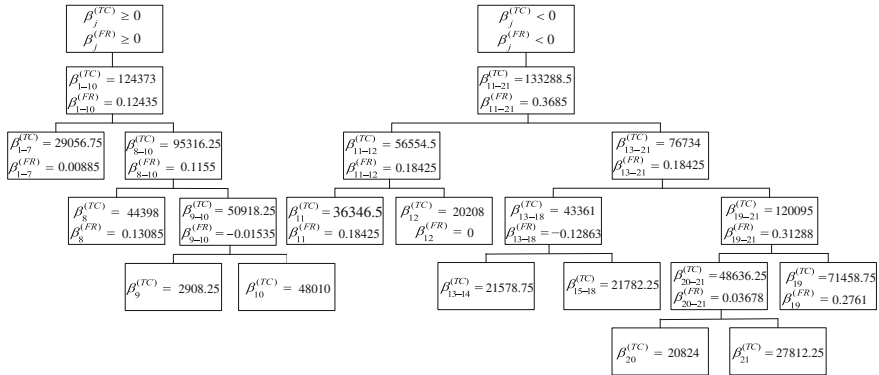 β_j^(TC) ≥ 0
β_j^(FR) ≥ 0
β_j^(TC) < 0
β_j^(FR) < 0
β_1−10^(TC) = 124373
β_1−10^(FR) = 0.12435
β_11−21^(TC) = 133288.5
β_11−21^(FR) = 0.3685
β_1−7^(TC) = 29056.75
β_1−7^(FR) = 0.00885
β_8−10^(TC) = 95316.25
β_8−10^(FR) = 0.1155
β_11−12^(TC) = 56554.5
β_11−12^(FR) = 0.18425
β_13−21^(TC) = 76734
β_13−21^(FR) = 0.18425
β_8^(TC) = 44398
β_8^(FR) = 0.13085
β_9−10^(TC) = 50918.25
β_9−10^(FR) = −0.01535
β_11^(TC) = 36346.5
β_11^(FR) = 0.18425
β_12^(TC) = 20208
β_12^(FR) = 0
β_13−18^(TC) = 43361
β_13−18^(FR) = −0.12863
β_19−21^(TC) = 120095
β_19−21^(FR) = 0.31288
β_9^(TC) = 2908.25
β_10^(TC) = 48010
β_13−14^(TC) = 21578.75
β_15−18^(TC) = 21782.25
β_20−21^(TC) = 48636.25
β_20−21^(FR) = 0.03678
β_19^(TC) = 71458.75
β_19^(FR) = 0.2761
β_20^(TC) = 20824
β_21^(TC) = 27812.25